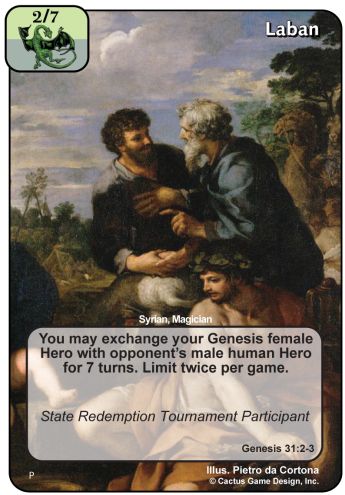 2/7
Laban
Syrian, Magician
You may exchange your Genesis female
Hero with opponent's male human Hero
for 7 turns. Limit twice per game.
State Redemption Tournament Participant
Genesis 31:2-3
P
Illus. Pietro da Cortona
© Cactus Game Design, Inc.